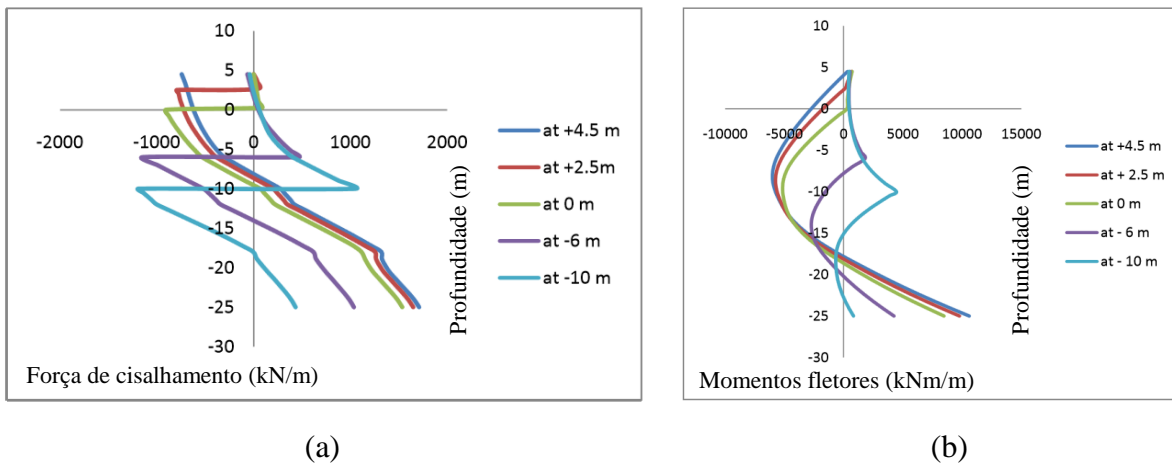 10
5
0
-5
-10
-15
-20
-25
-30
-2000 -1000 0 1000 2000
at +4.5 m
at +2.5m
at 0 m
at -6 m
at -10 m
Profundidade (m)
Força de cisalhamento (kN/m)
(a)
10
5
0
-5
-10
-15
-20
-25
-30
-10000 -5000 0 5000 10000 15000
at +4.5 m
at + 2.5 m
at 0 m
at - 6 m
at - 10 m
Profundidade (m)
Momentos fletores (kNm/m)
(b)